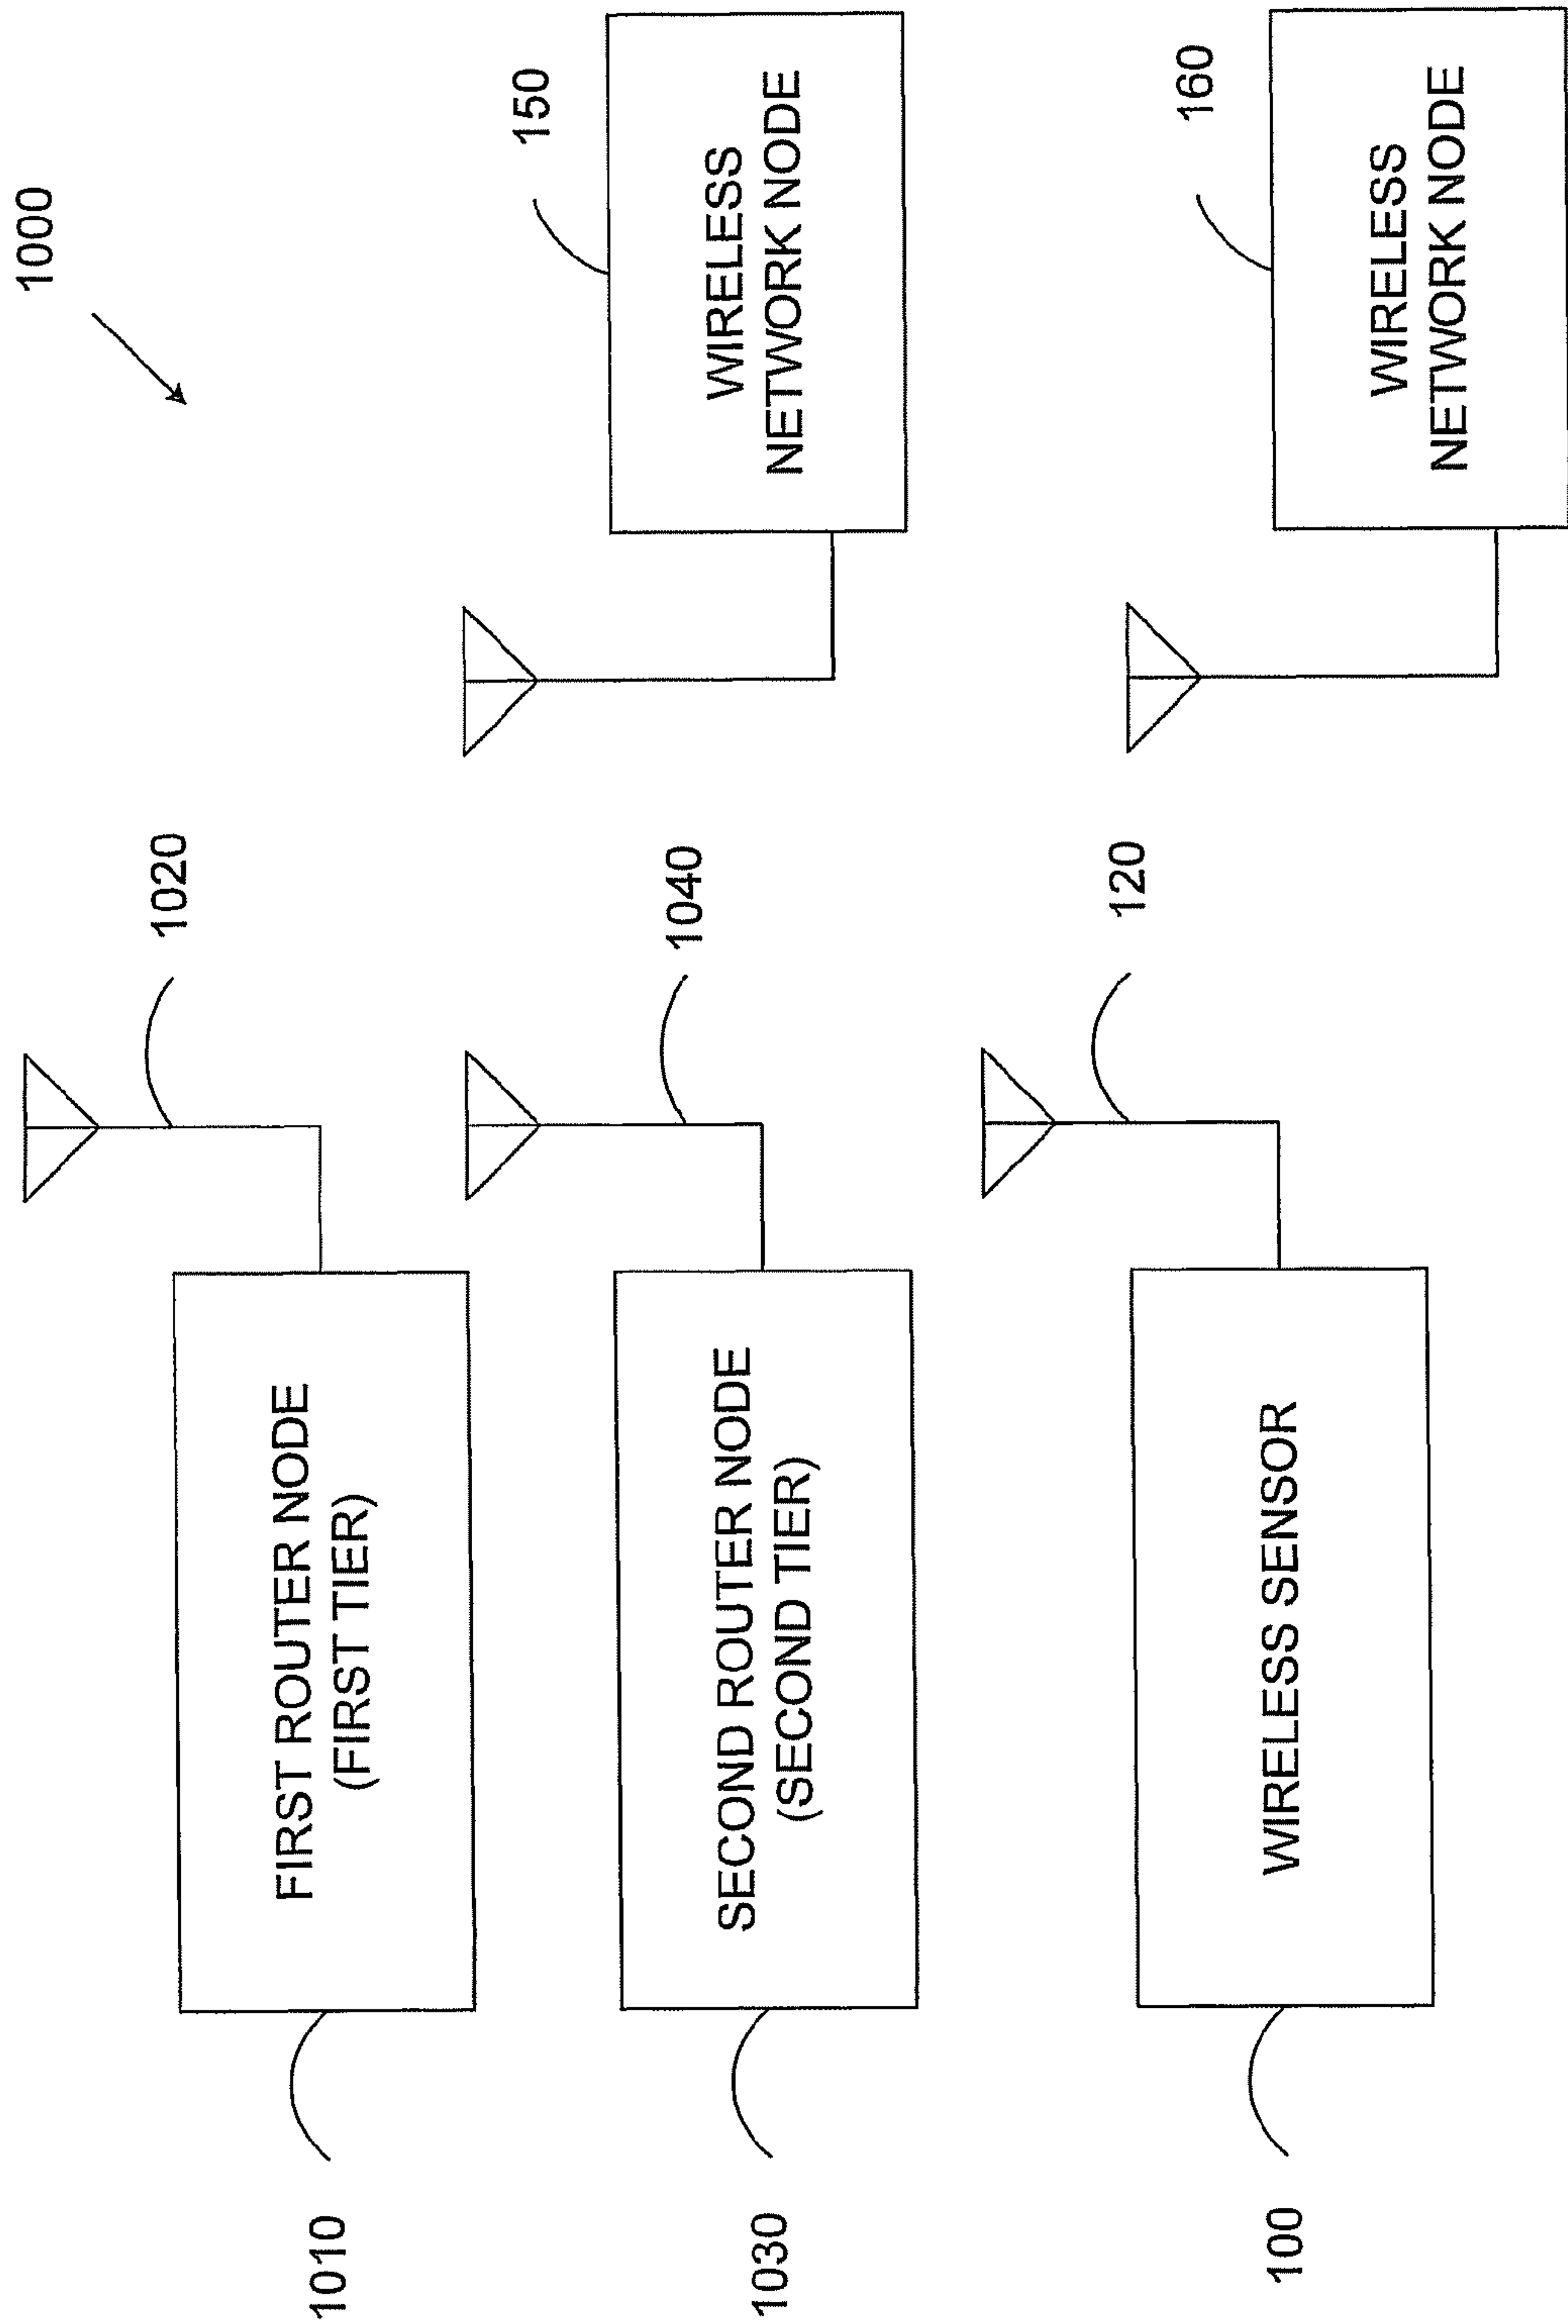 1000
1010
FIRST ROUTER NODE
(FIRST TIER)
1020
1030
SECOND ROUTER NODE
(SECOND TIER)
1040
150
WIRELESS
NETWORK NODE
100
WIRELESS SENSOR
120
160
WIRELESS
NETWORK NODE